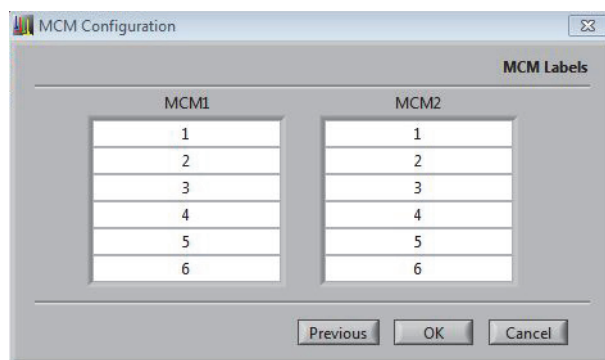 MCM Configuration
MCM Labels
MCM1 MCM2
1 1
2 2
3 3
4 4
5 5
6 6
Previous OK Cancel